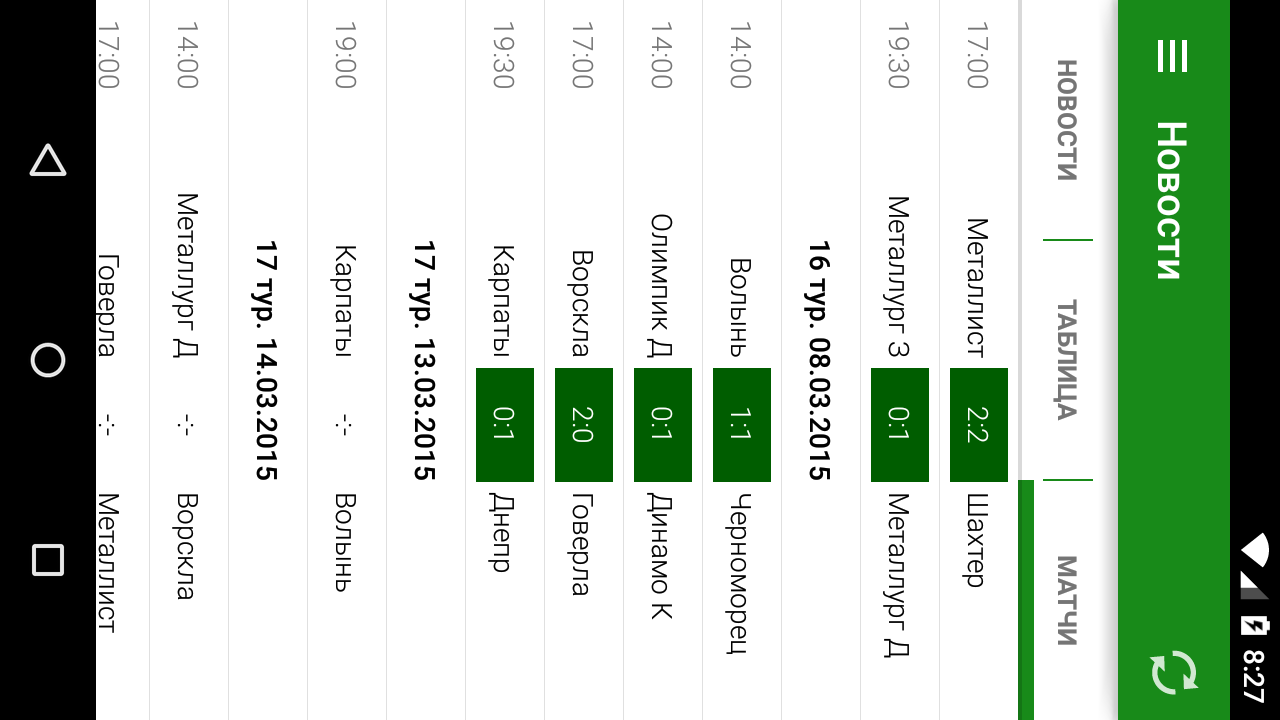 8:27
Новости
НОВОСТИ
ТАБЛИЦА
МАТЧИ
17:00 Металлист 2:2 Шахтер
19:30 Металлург З 0:1 Металлург Д
16 тур. 08.03.2015
14:00 Волынь 1:1 Черноморец
14:00 Олимпик Д 0:1 Динамо К
17:00 Ворскла 2:0 Говерла
19:30 Карпаты 0:1 Днепр
17 тур. 13.03.2015
19:00 Карпаты -:- Волынь
17 тур. 14.03.2015
14:00 Металлург Д -:- Ворскла
17:00 Говерла -:- Металлист